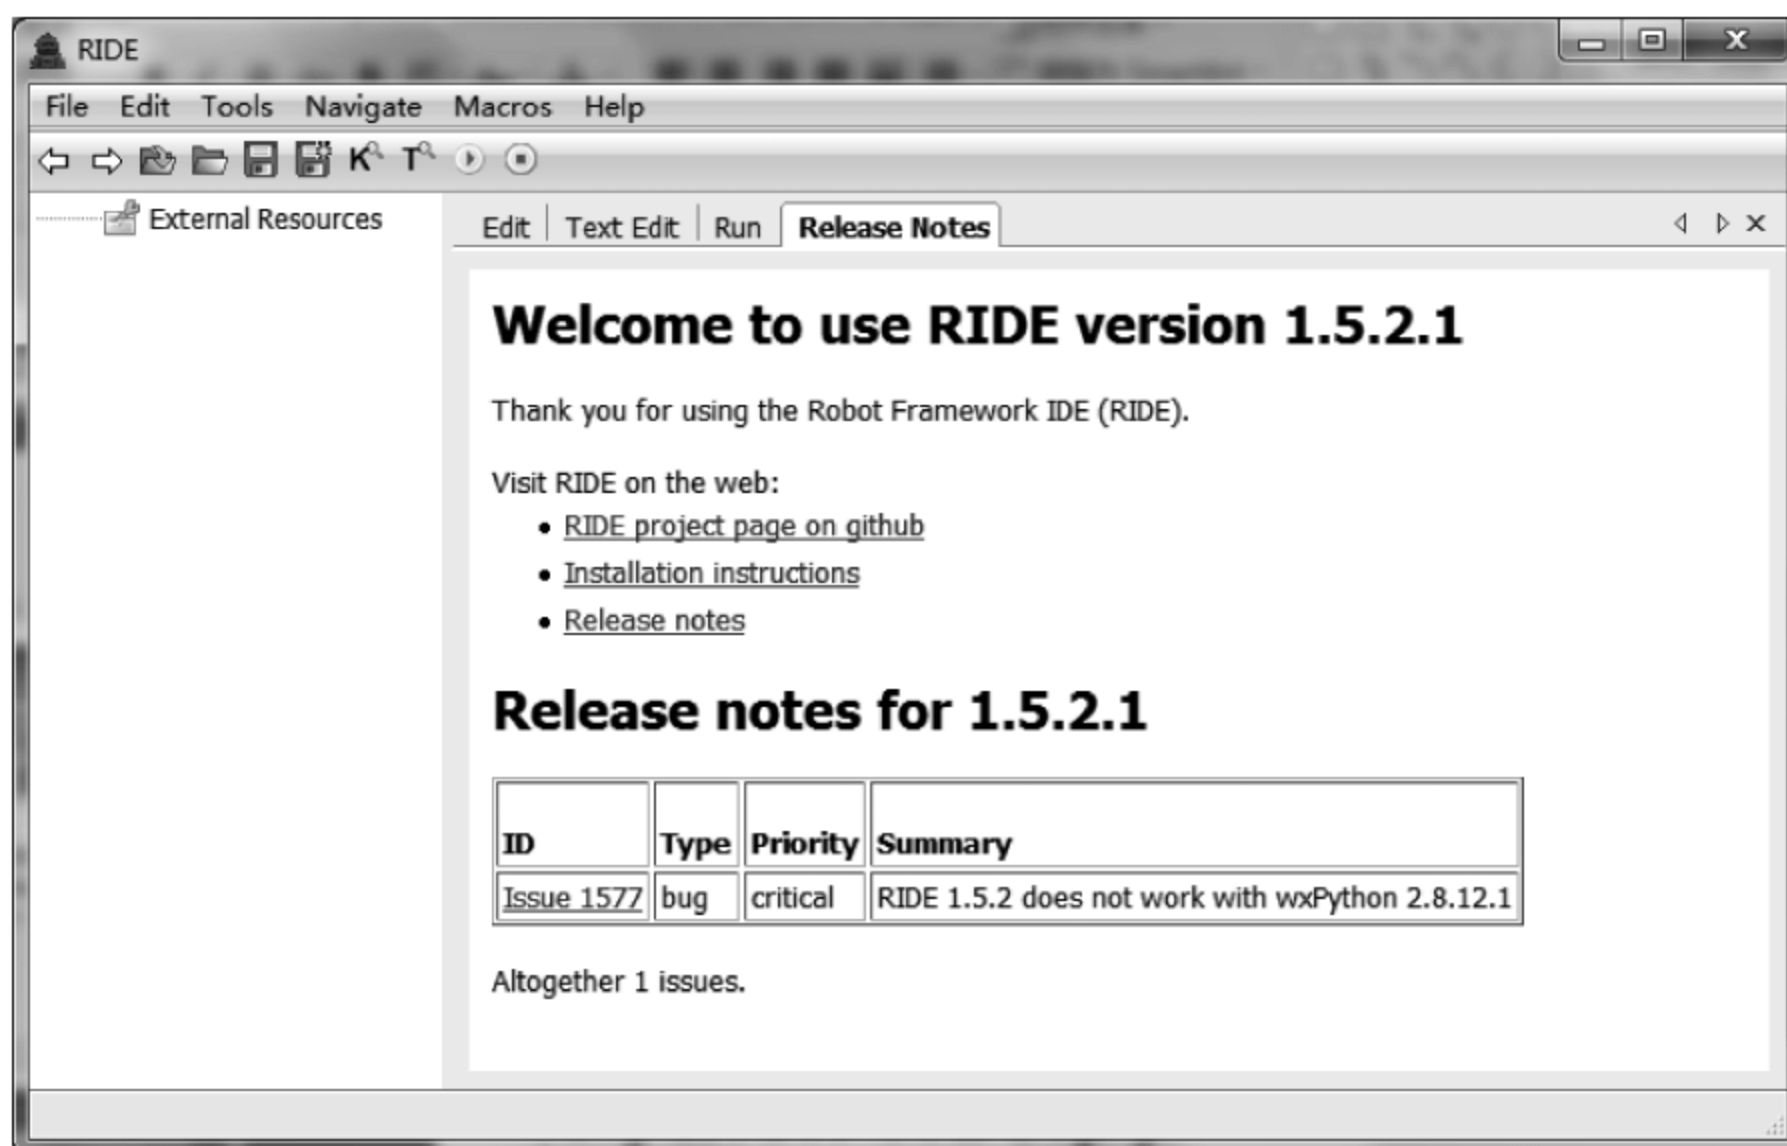 RIDE
File Edit Tools Navigate Macros Help
K T
External Resources
Edit Text Edit Run Release Notes
Welcome to use RIDE version 1.5.2.1
Thank you for using the Robot Framework IDE (RIDE).
Visit RIDE on the web:
• RIDE project page on github
• Installation instructions
• Release notes
Release notes for 1.5.2.1
ID Type Priority Summary
Issue 1577 bug critical RIDE 1.5.2 does not work with wxPython 2.8.12.1
Altogether 1 issues.